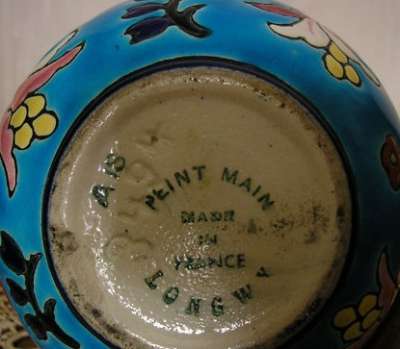 PEINT MAIN
MADE
IN
FRANCE
LONGWY